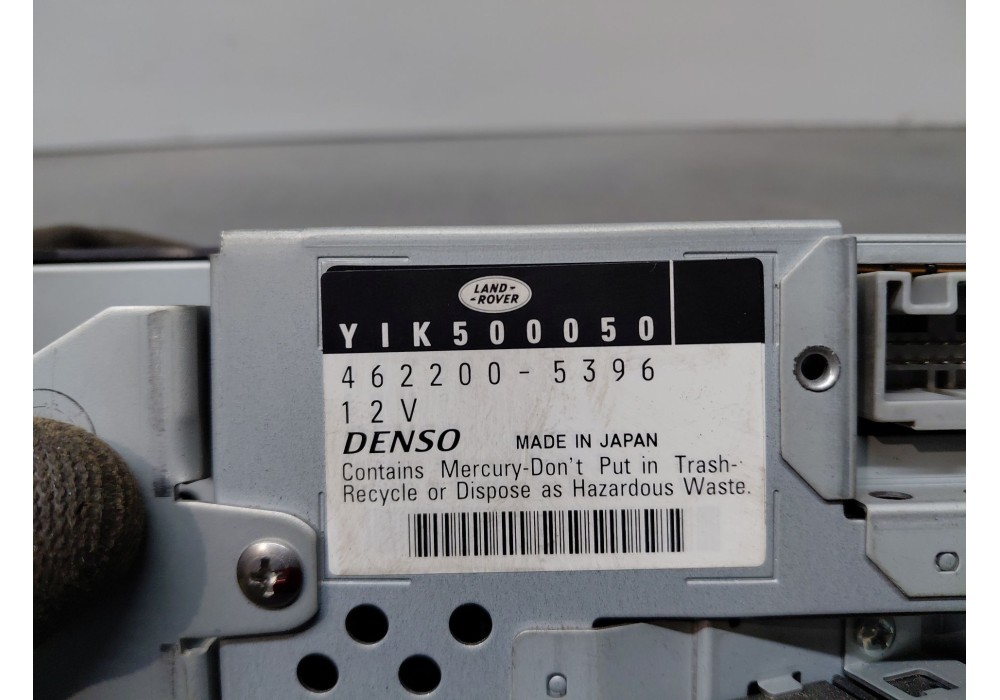 LAND-
-ROVER
YIK500050
462200-5396
12V
DENSO MADE IN JAPAN
Contains Mercury-Don't Put in Trash-
Recycle or Dispose as Hazardous Waste.